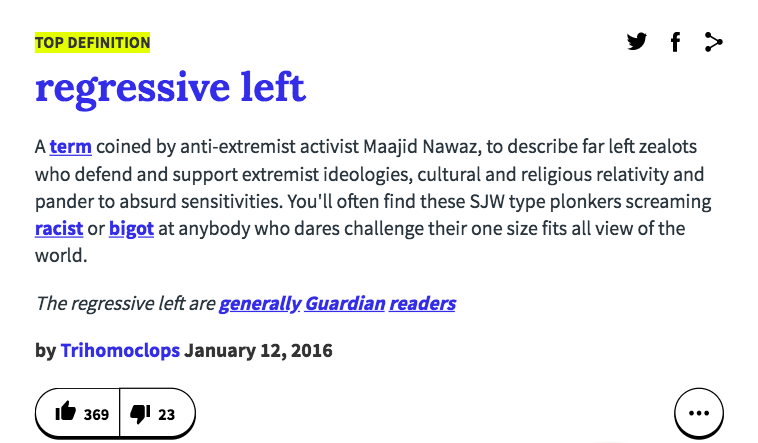 TOP DEFINITION
regressive left
A term coined by anti-extremist activist Maajid Nawaz, to describe far left zealots
who defend and support extremist ideologies, cultural and religious relativity and
pander to absurd sensitivities. You'll often find these SJW type plonkers screaming
racist or bigot at anybody who dares challenge their one size fits all view of the
world.
The regressive left are generally Guardian readers
by Trihomoclops January 12, 2016
369 23